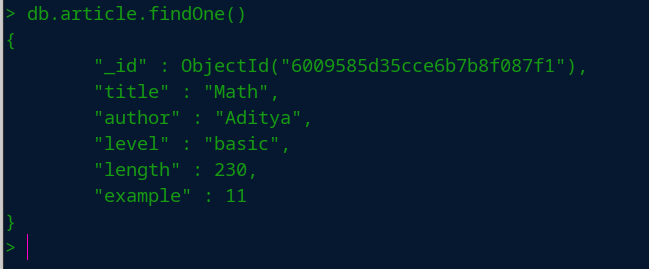 > db.article.findOne()
{
"_id" : ObjectId("6009585d35cce6b7b8f087f1"),
"title" : "Math",
"author" : "Aditya",
"level" : "basic",
"length" : 230,
"example" : 11
}
>